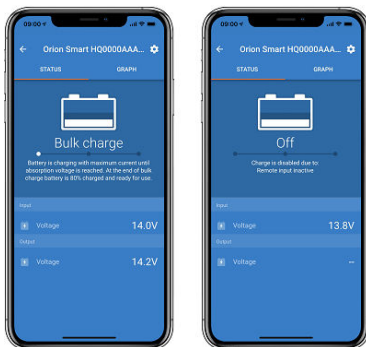 09:00
Orion Smart HQ0000AAA...
STATUS
GRAPH
Bulk charge
Battery is charging with maximum current until
absorption voltage is reached. At the end of bulk
charge battery is 80% charged and ready for use.
Input
Voltage
14.0V
Output
Voltage
14.2V
09:00
Orion Smart HQ0000AAA...
STATUS
GRAPH
Off
Charge is disabled due to:
Remote input inactive
Input
Voltage
13.8V
Output
Voltage
--